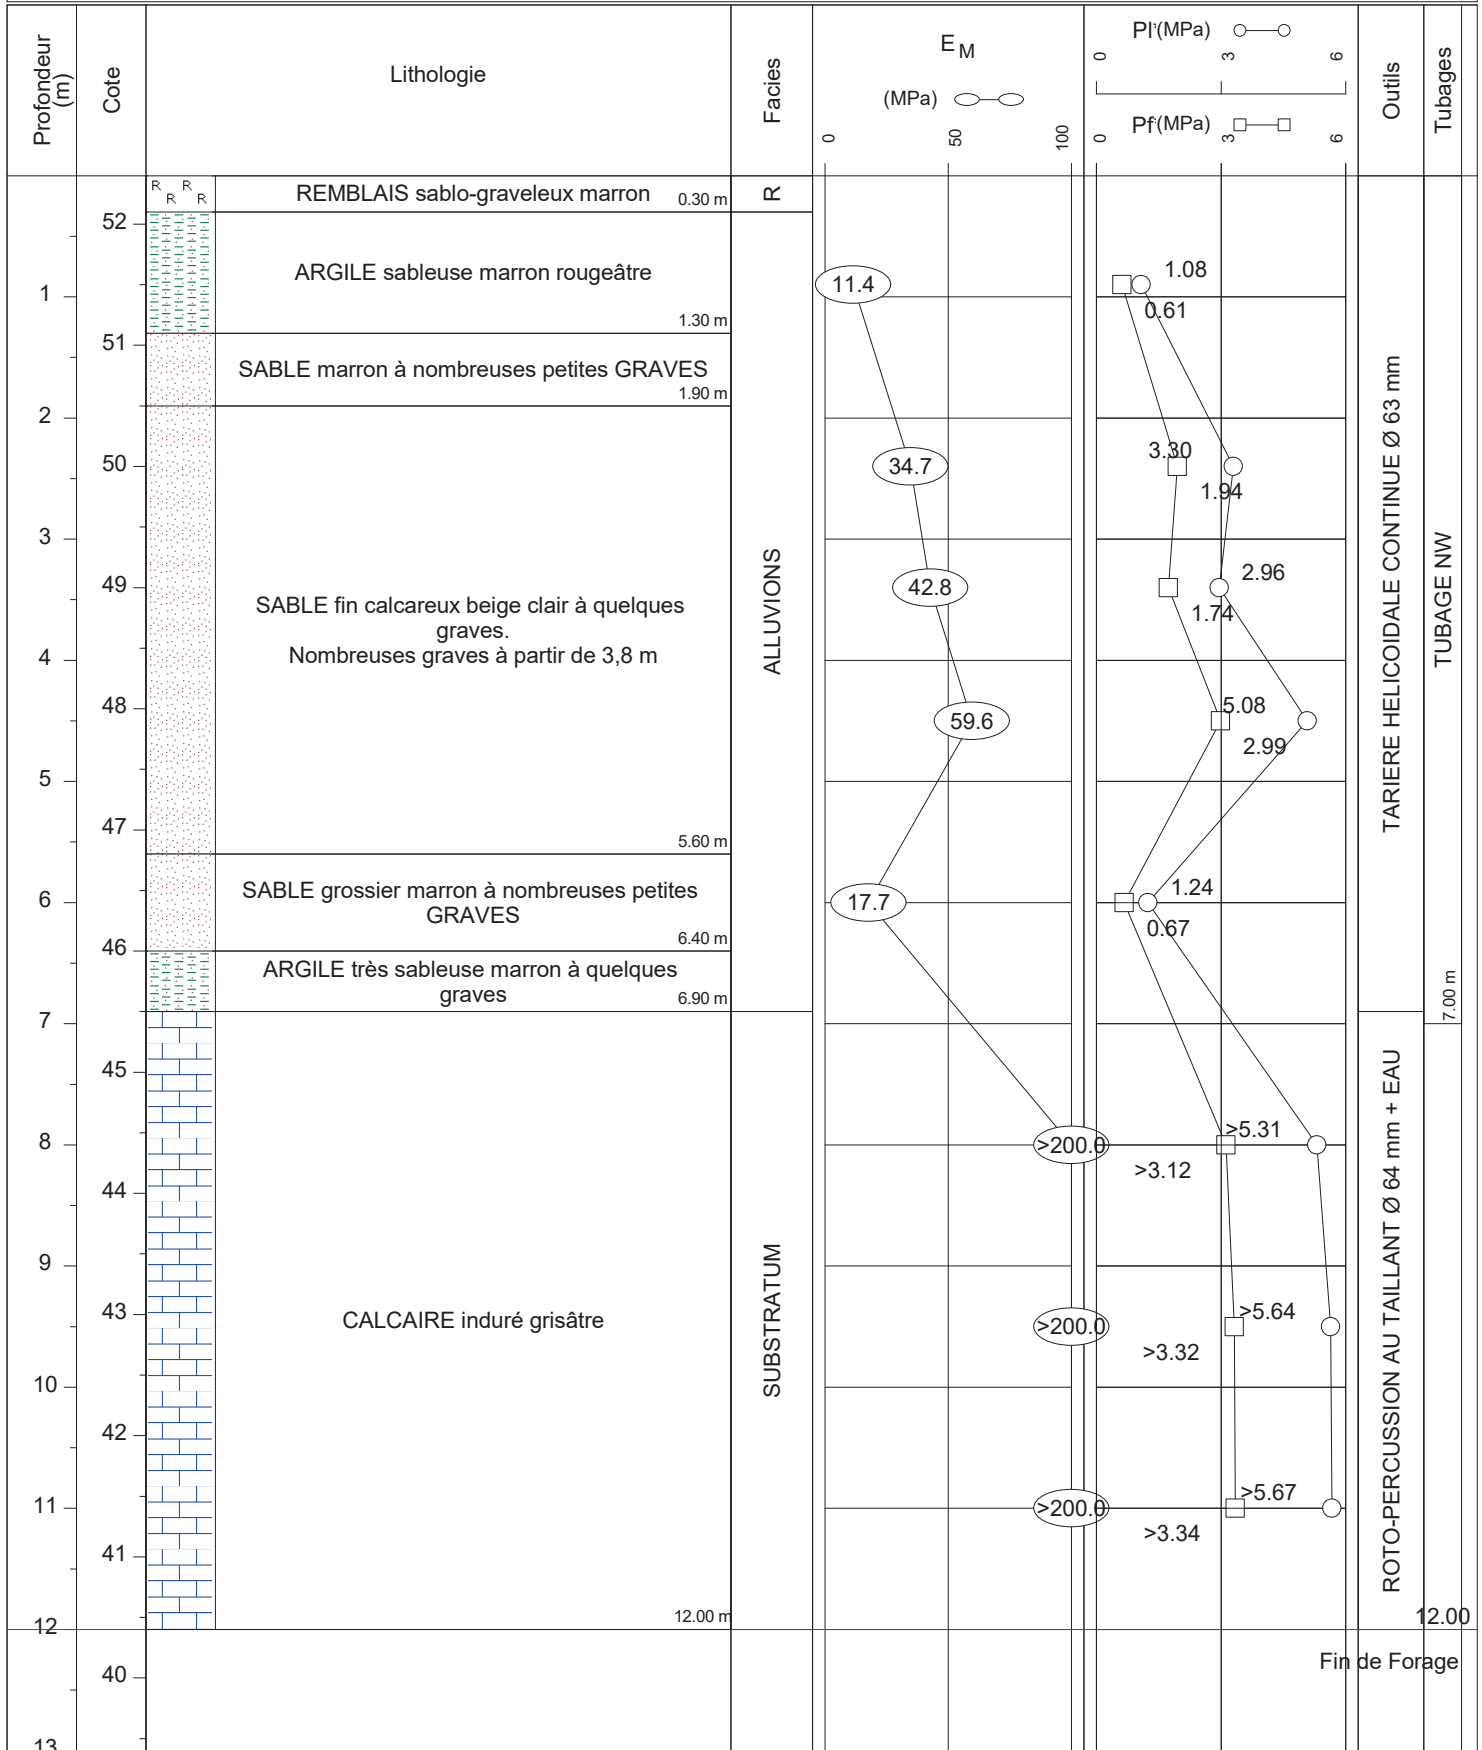 Profondeur
(m)
Cote
Lithologie
Facies
E M
(MPa)
0
50
100
Pl*(MPa)
0
3
6
Pf*(MPa)
0
3
6
Outils
Tubages
R R
R R
REMBLAIS sablo-graveleux marron
0.30 m
R
52
ARGILE sableuse marron rougeâtre
1.08
11.4
1
0.61
1.30 m
51
SABLE marron à nombreuses petites GRAVES
1.90 m
2
3.30
50
34.7
1.94
3
2.96
49
42.8
SABLE fin calcareux beige clair à quelques
graves.
Nombreuses graves à partir de 3,8 m
1.74
4
ALLUVIONS
TARIERE HELICOIDALE CONTINUE Ø 63 mm
TUBAGE NW
48
5.08
59.6
2.99
5
47
5.60 m
SABLE grossier marron à nombreuses petites
GRAVES
1.24
6
17.7
0.67
6.40 m
46
ARGILE très sableuse marron à quelques
graves
6.90 m
7.00 m
7
45
>5.31
8
>200.0
>3.12
44
9
43
CALCAIRE induré grisâtre
SUBSTRATUM
>5.64
>200.0
>3.32
ROTO-PERCUSSION AU TAILLANT Ø 64 mm + EAU
10
42
>5.67
11
>200.0
>3.34
41
12.00 m
12.00
12
Fin de Forage
40
13